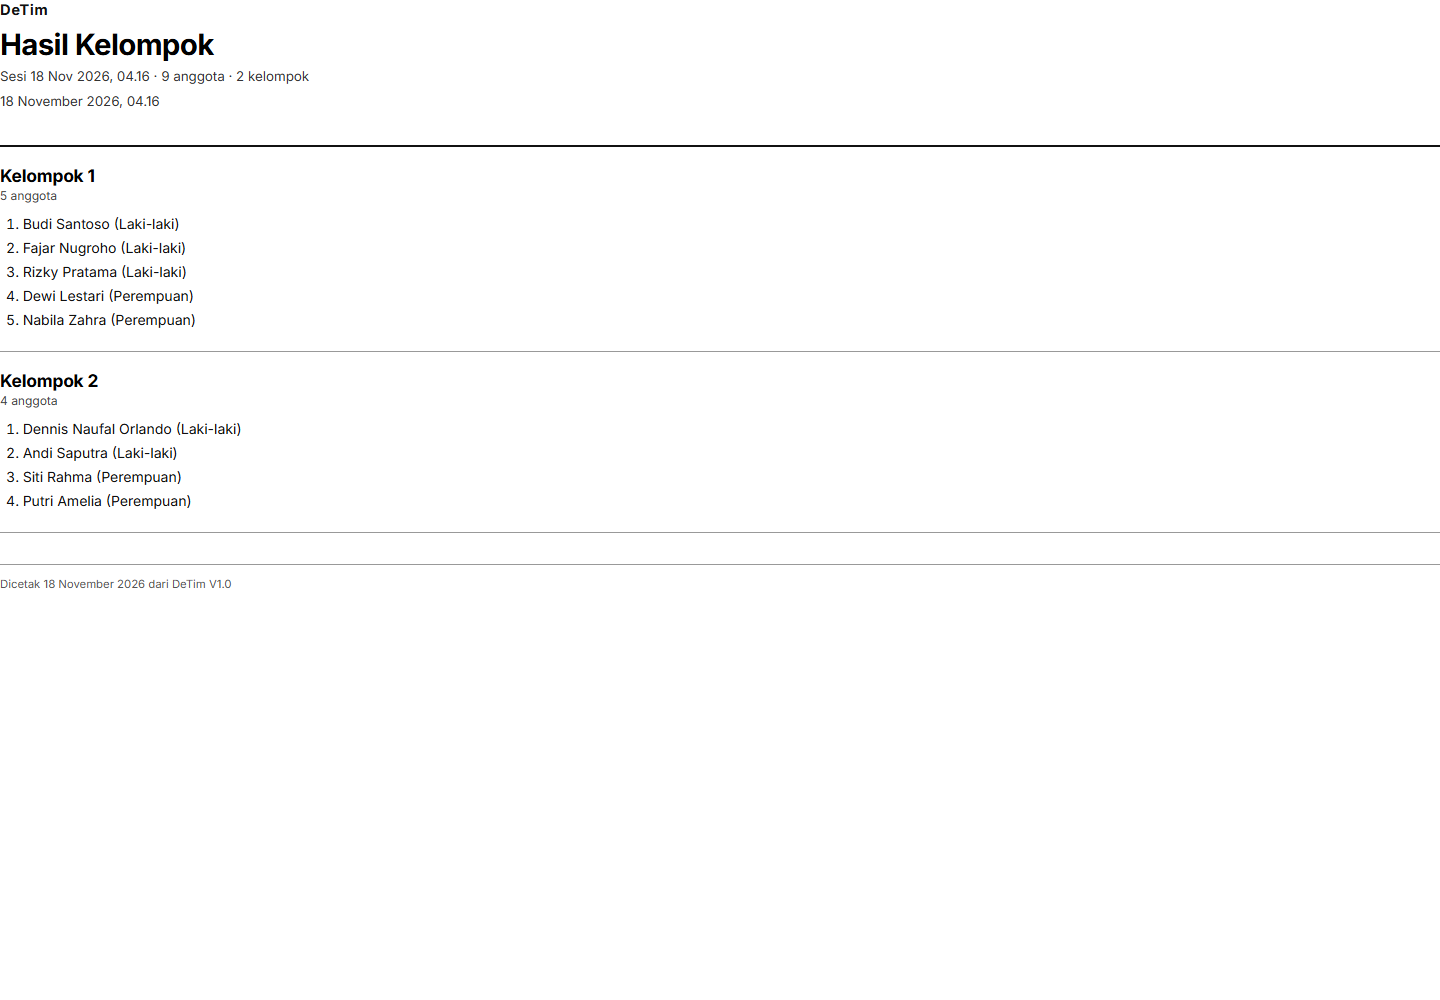 DeTim
Hasil Kelompok
Sesi 18 Nov 2026, 04.16 · 9 anggota · 2 kelompok
18 November 2026, 04.16
Kelompok 1
5 anggota
1. Budi Santoso (Laki-laki)
2. Fajar Nugroho (Laki-laki)
3. Rizky Pratama (Laki-laki)
4. Dewi Lestari (Perempuan)
5. Nabila Zahra (Perempuan)
Kelompok 2
4 anggota
1. Dennis Naufal Orlando (Laki-laki)
2. Andi Saputra (Laki-laki)
3. Siti Rahma (Perempuan)
4. Putri Amelia (Perempuan)
Dicetak 18 November 2026 dari DeTim V1.0